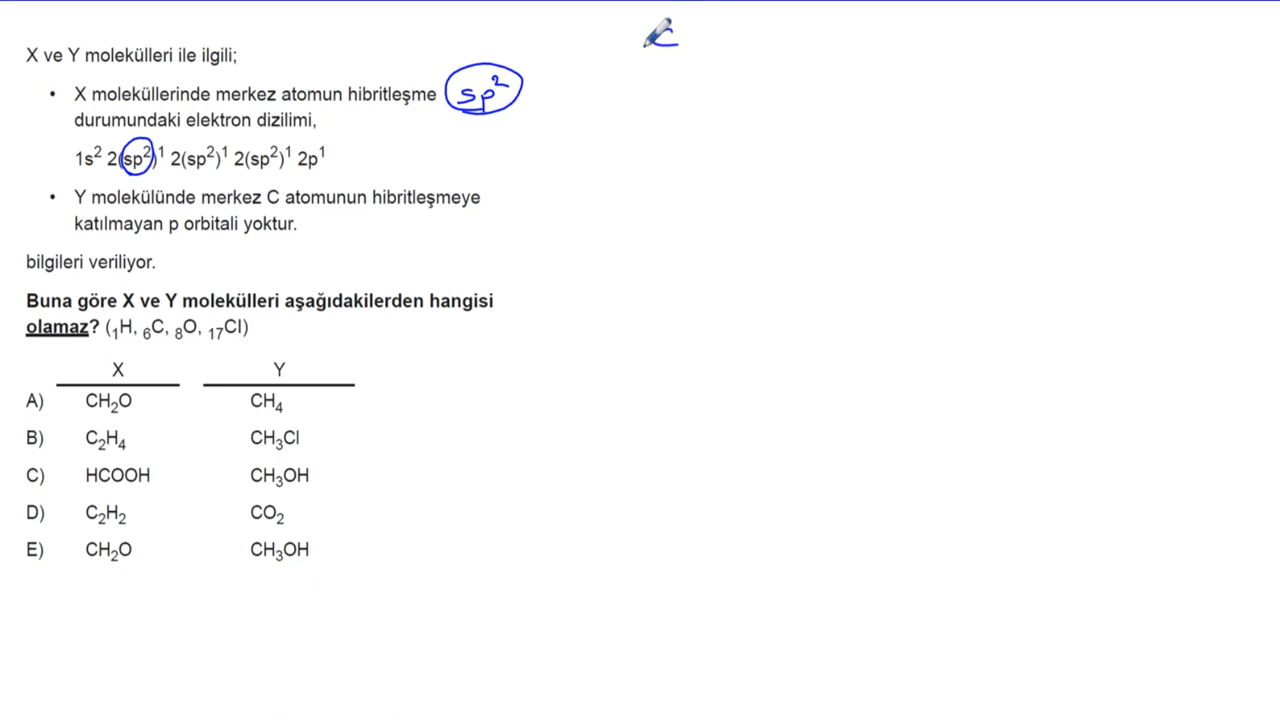 X ve Y molekülleri ile ilgili;
• X moleküllerinde merkez atomun hibritleşme sp²
durumundaki elektron dizilimi,
1s² 2(sp²)¹ 2(sp²)¹ 2(sp²)¹ 2p¹
• Y molekülünde merkez C atomunun hibritleşmeye
katılmayan p orbitali yoktur.
bilgileri veriliyor.
Buna göre X ve Y molekülleri aşağıdakilerden hangisi
olamaz? (₁H, ₆C, ₈O, ₁₇Cl)
X Y
A) CH₂O CH₄
B) C₂H₄ CH₃Cl
C) HCOOH CH₃OH
D) C₂H₂ CO₂
E) CH₂O CH₃OH